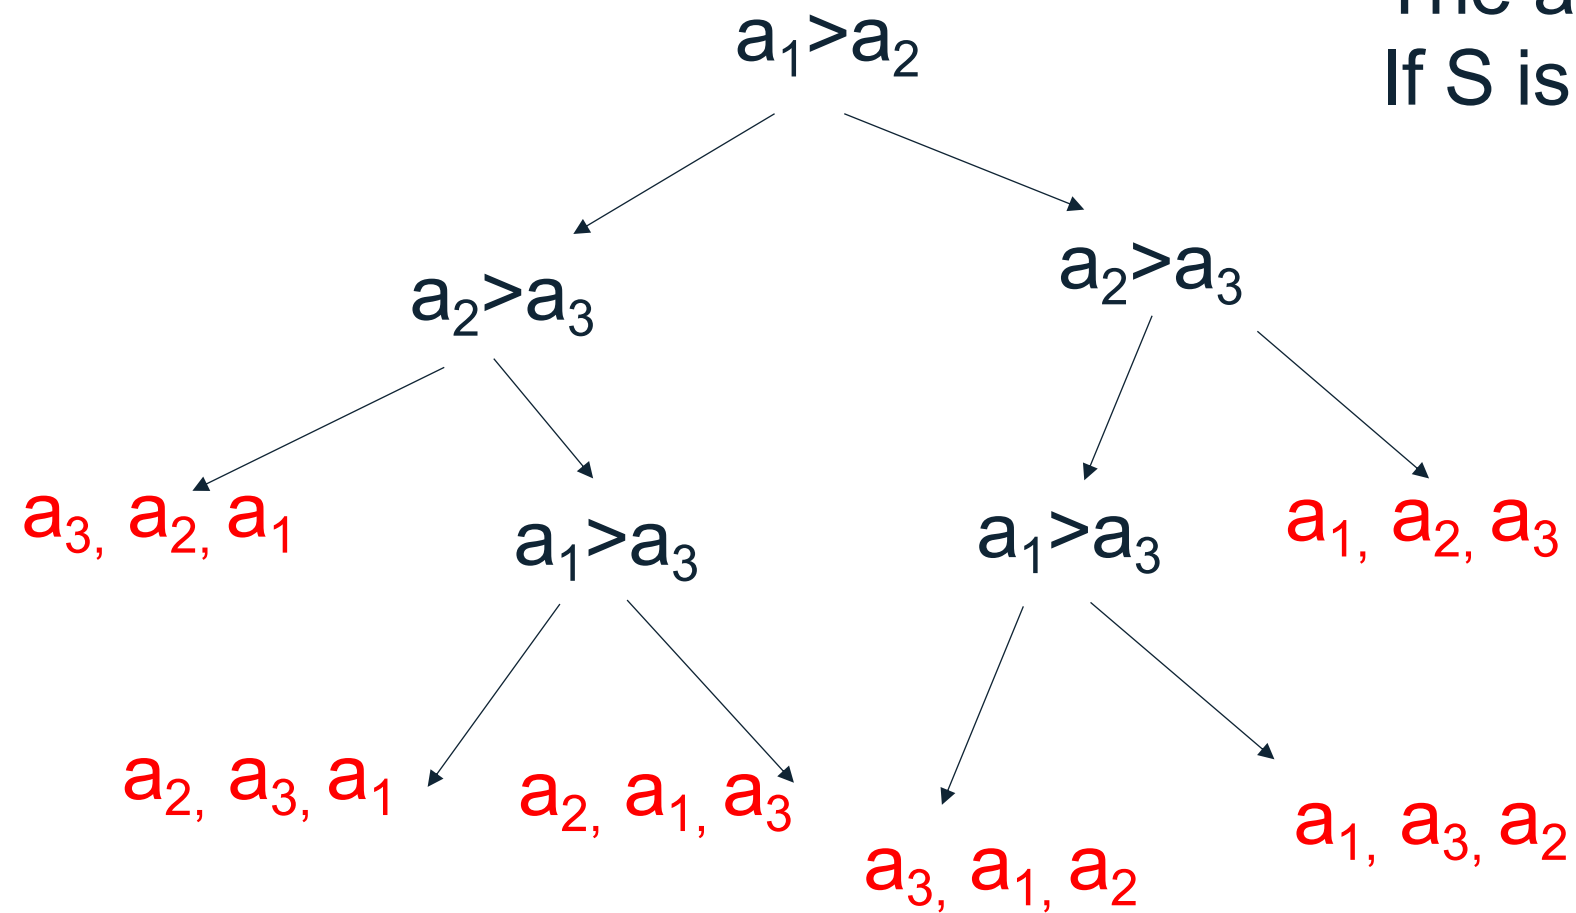 a₁>a₂
If S is
a₂>a₃
a₂>a₃
a₃, a₂, a₁
a₁>a₃
a₁>a₃
a₁, a₂, a₃
a₂, a₃, a₁
a₂, a₁, a₃
a₃, a₁, a₂
a₁, a₃, a₂